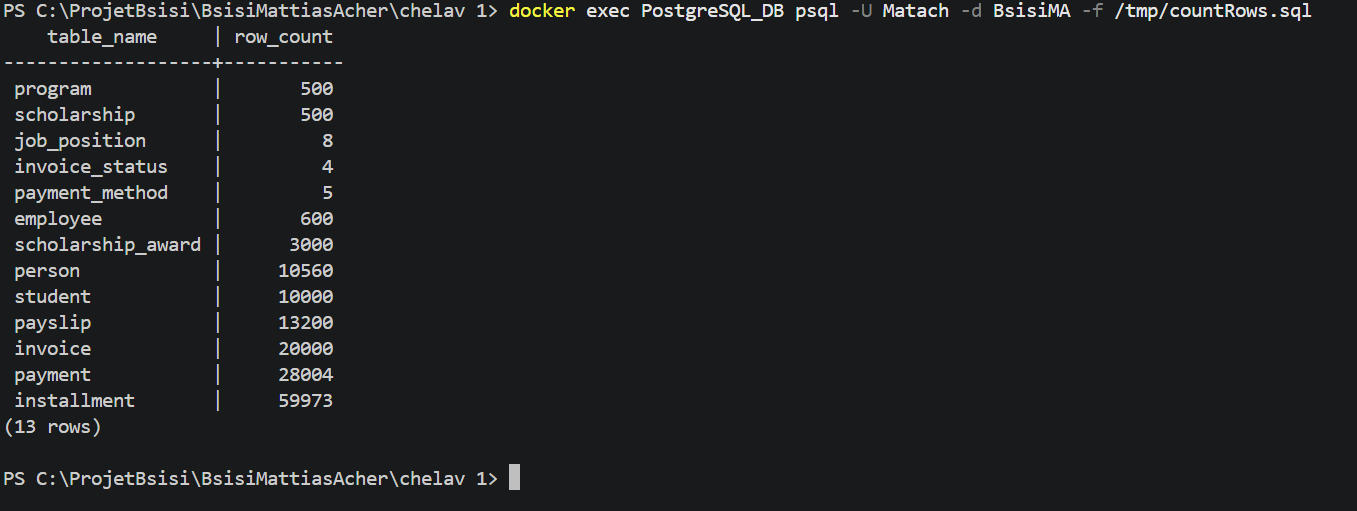 PS C:\ProjetBsisi\BsisiMattiasAcher\chelav 1> docker exec PostgreSQL_DB psql -U Matach -d BsisiMA -f /tmp/countRows.sql
    table_name     | row_count
-------------------+-----------
 program           |       500
 scholarship       |       500
 job_position      |         8
 invoice_status    |         4
 payment_method    |         5
 employee          |       600
 scholarship_award |      3000
 person            |     10560
 student           |     10000
 payslip           |     13200
 invoice           |     20000
 payment           |     28004
 installment       |     59973
(13 rows)
PS C:\ProjetBsisi\BsisiMattiasAcher\chelav 1>